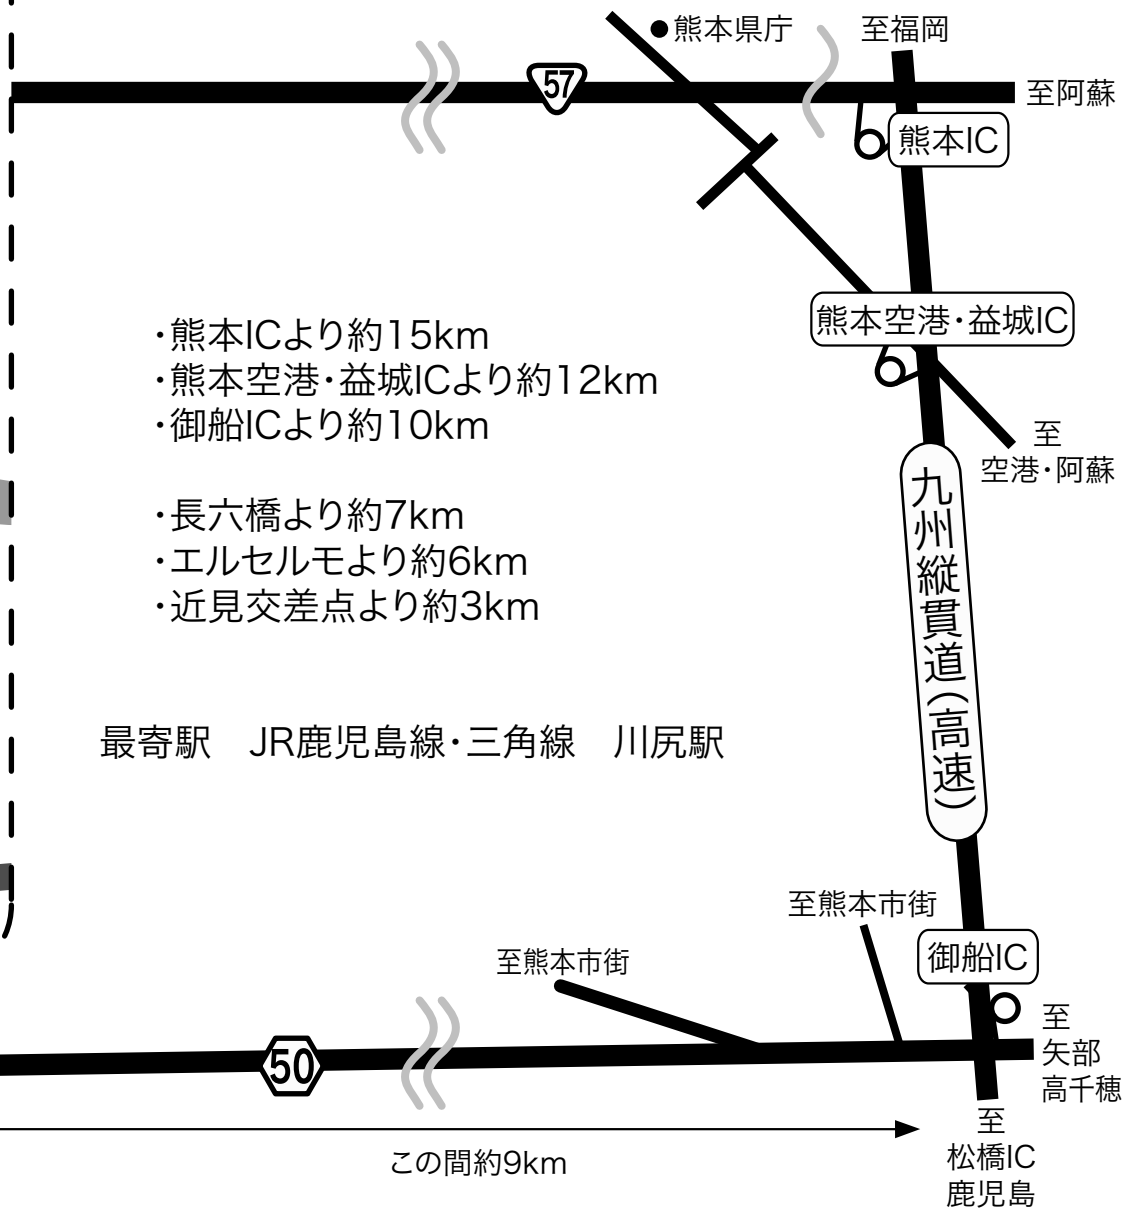 ●熊本県庁
至福岡
57
至阿蘇
熊本IC
熊本空港・益城IC
・熊本ICより約15km
・熊本空港・益城ICより約12km
・御船ICより約10km
至
空港・阿蘇
九州縦貫道(高速)
・長六橋より約7km
・エルセルモより約6km
・近見交差点より約3km
最寄駅　JR鹿児島線・三角線　川尻駅
至熊本市街
至熊本市街
御船IC
至
矢部
高千穂
50
至
松橋IC
鹿児島
この間約9km